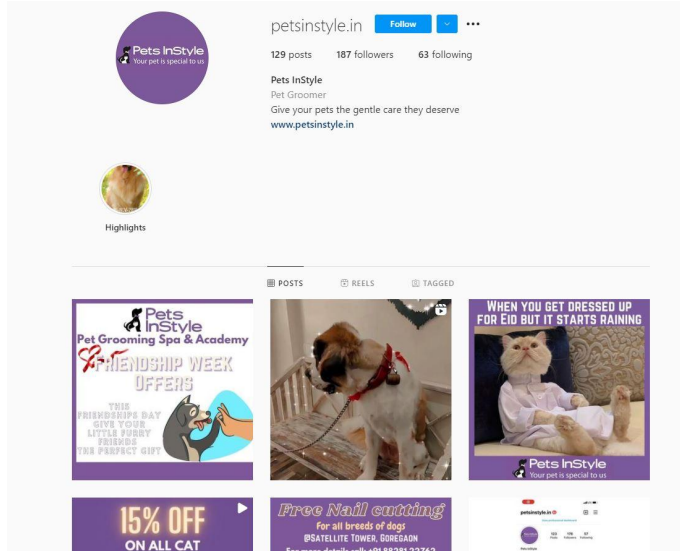 petsinstyle.in Follow
129 posts 187 followers 63 following
Pets InStyle
Your pet is special to us
Pets InStyle
Pet Groomer
Give your pets the gentle care they deserve
www.petsinstyle.in
Highlights
POSTS REELS TAGGED
Pets
InStyle
Pet Grooming Spa & Academy
FRIENDSHIP WEEK
OFFERS
THIS
FRIENDSHIPS DAY
GIVE YOUR
LITTLE FURRY
FRIENDS
THE PERFECT GIFT
WHEN YOU GET DRESSED UP
FOR EID BUT IT STARTS RAINING
Pets InStyle
Your pet is special to us
15% OFF
ON ALL CAT
Free Nail cutting
For all breeds of dogs
@SATELLITE TOWER, GOREGAON
petsinstyle.in